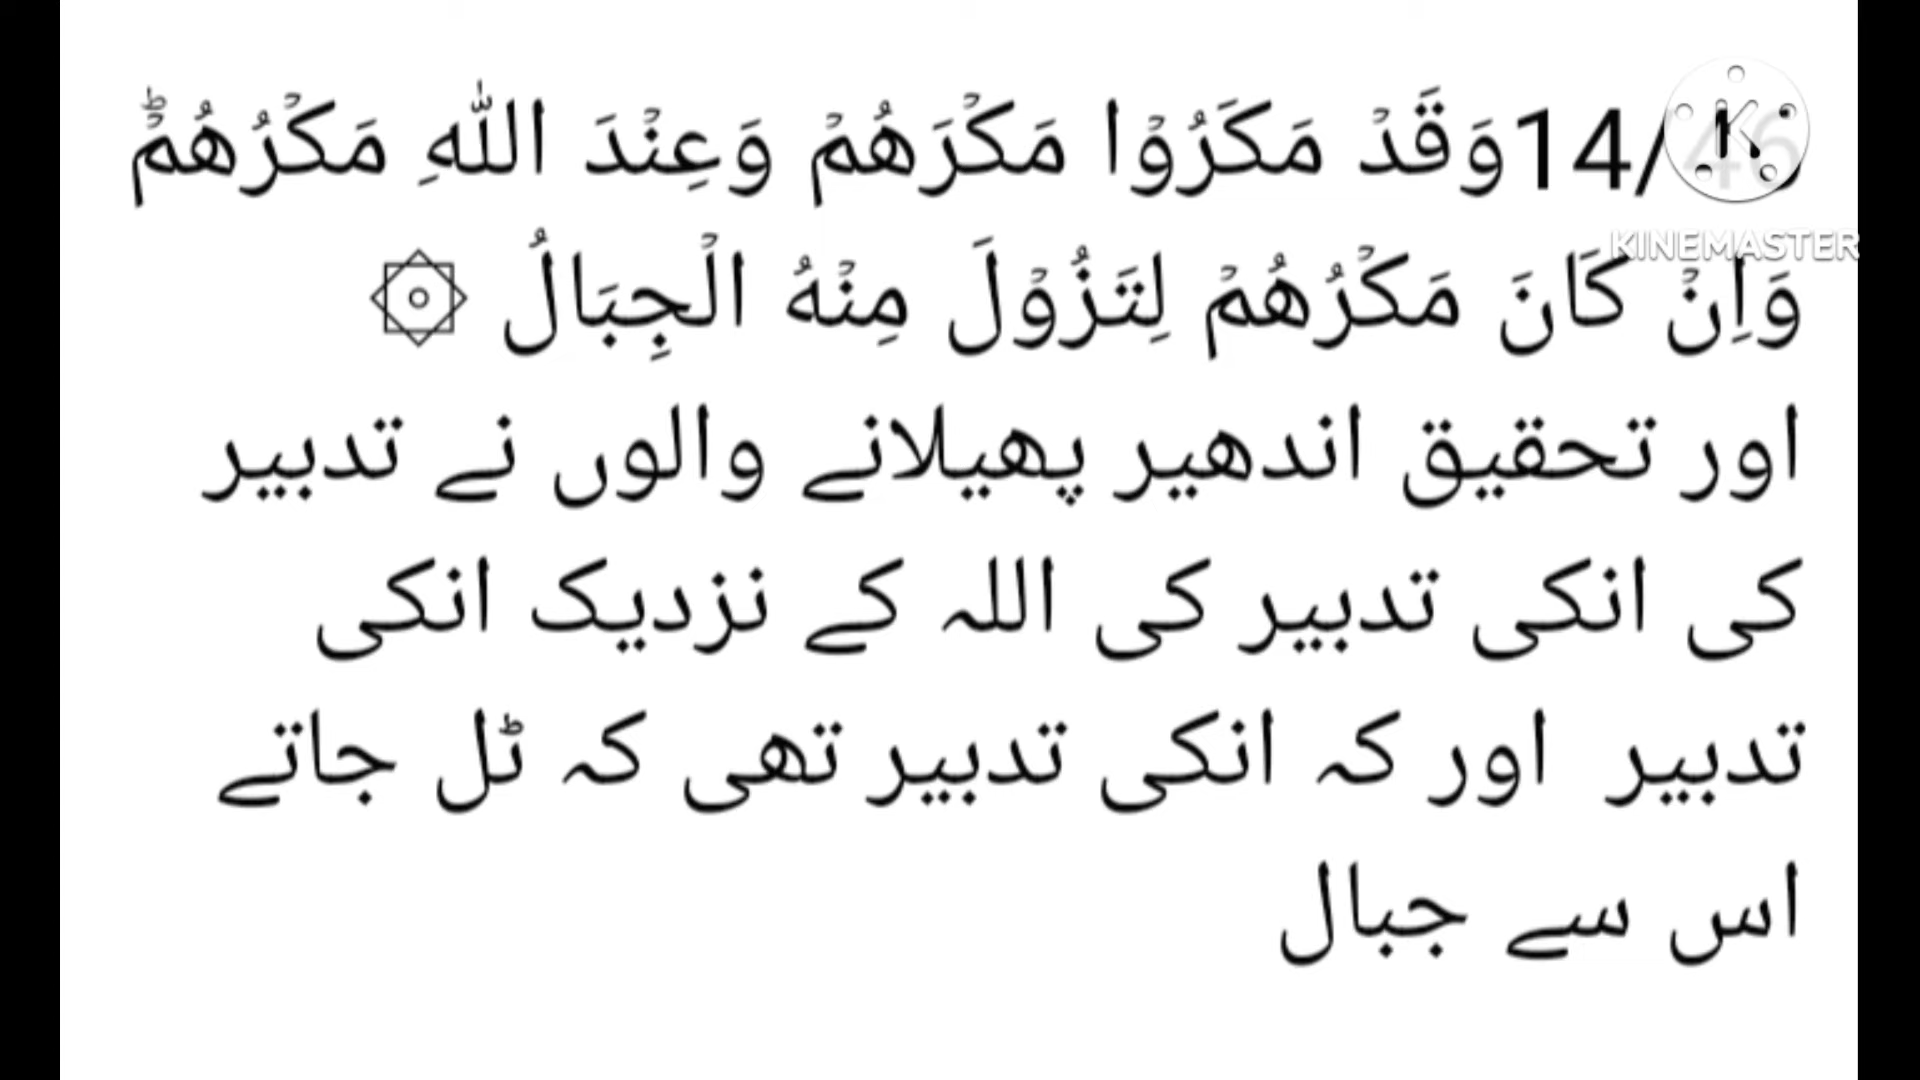 14/46وَقَدۡ مَكَرُوۡا مَكۡرَهُمۡ وَعِنۡدَ اللّٰهِ مَكۡرُهُمۡؕ
وَاِنۡ كَانَ مَكۡرُهُمۡ لِتَزُوۡلَ مِنۡهُ الۡجِبَالُ ۞
اور تحقیق اندھیر پھیلانے والوں نے تدبیر
کی انکی تدبیر کی اللہ کے نزدیک انکی
تدبیر اور کہ انکی تدبیر تھی کہ ٹل جاتے
اس سے جبال
KINEMASTER